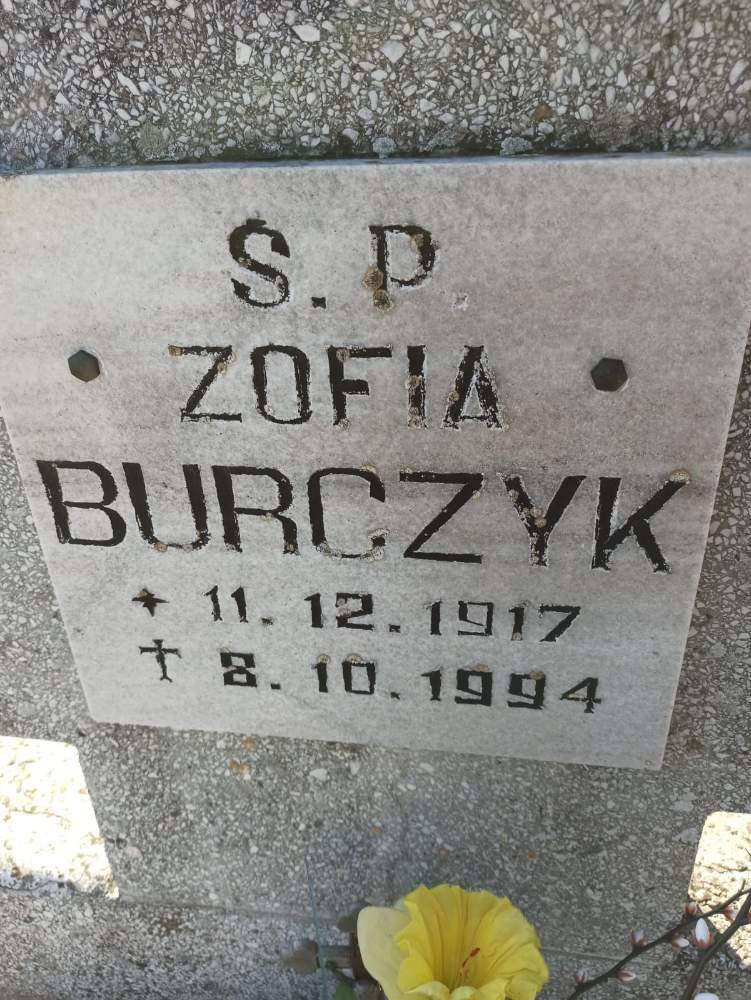 Ś.P.
ZOFIA
BURCZYK
★ 11.12.1917
✝ 8.10.1994